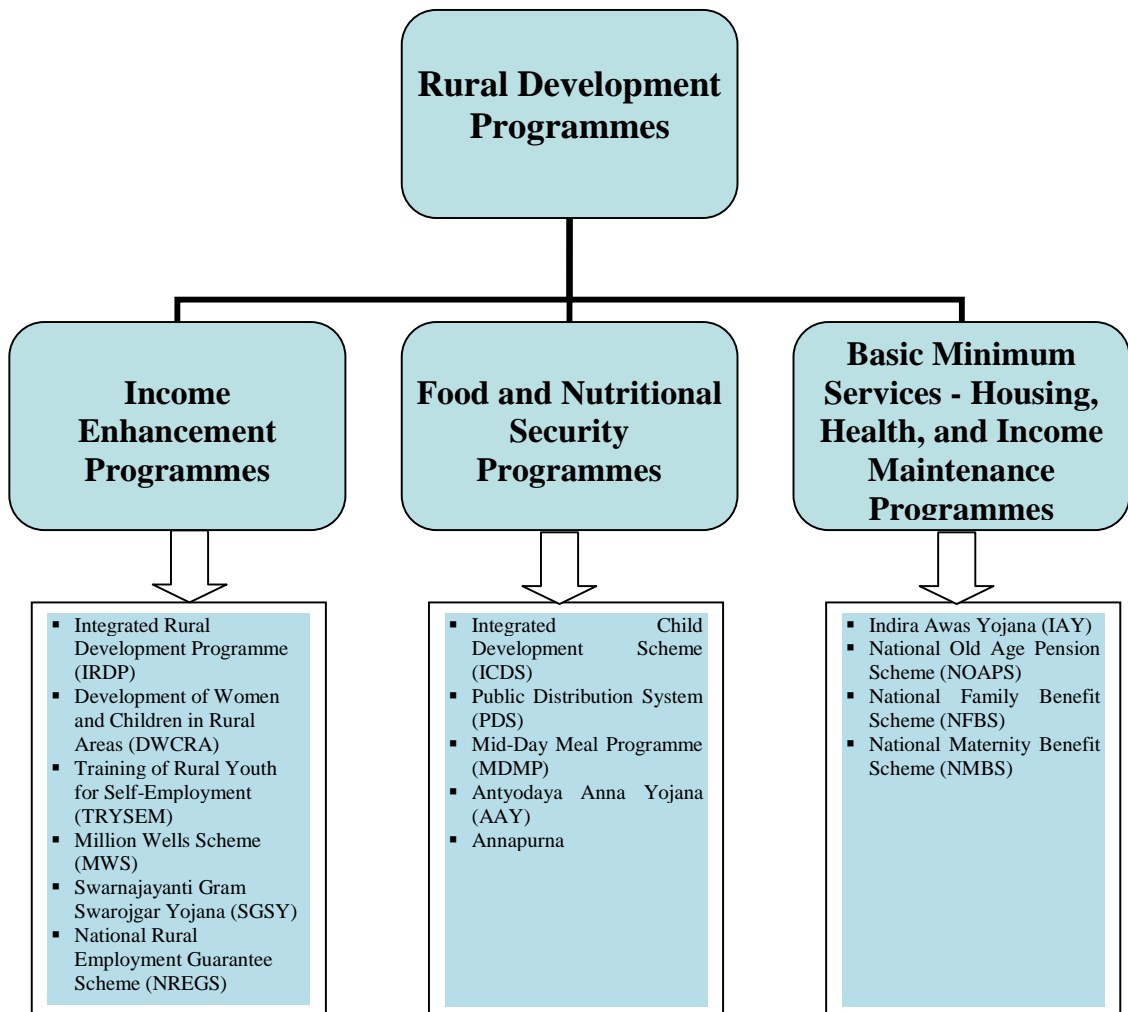 Rural Development
Programmes
Income
Enhancement
Programmes
Food and Nutritional
Security
Programmes
Basic Minimum
Services - Housing,
Health, and Income
Maintenance
Programmes
▪ Integrated Rural
Development Programme
(IRDP)
▪ Development of Women
and Children in Rural
Areas (DWCRA)
▪ Training of Rural Youth
for Self-Employment
(TRYSEM)
▪ Million Wells Scheme
(MWS)
▪ Swarnajayanti Gram
Swarojgar Yojana (SGSY)
▪ National Rural
Employment Guarantee
Scheme (NREGS)
▪ Integrated Child
Development Scheme
(ICDS)
▪ Public Distribution System
(PDS)
▪ Mid-Day Meal Programme
(MDMP)
▪ Antyodaya Anna Yojana
(AAY)
▪ Annapurna
▪ Indira Awas Yojana (IAY)
▪ National Old Age Pension
Scheme (NOAPS)
▪ National Family Benefit
Scheme (NFBS)
▪ National Maternity Benefit
Scheme (NMBS)